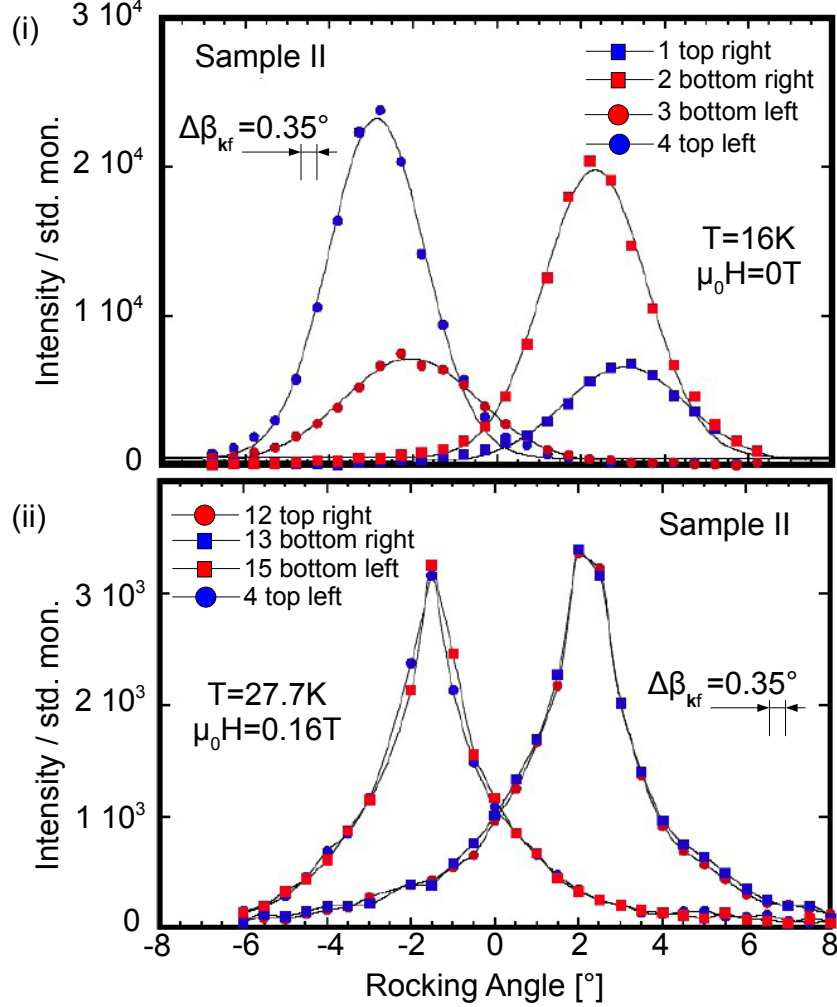 (i)
3 10⁴
2 10⁴
1 10⁴
0
Intensity / std. mon.
Sample II
Δβkf =0.35°
1 top right
2 bottom right
3 bottom left
4 top left
T=16K
μ₀H=0T
(ii)
3 10³
2 10³
1 10³
0
Intensity / std. mon.
12 top right
13 bottom right
15 bottom left
4 top left
Sample II
T=27.7K
μ₀H=0.16T
Δβkf =0.35°
-8 -6 -4 -2 0 2 4 6 8
Rocking Angle [°]